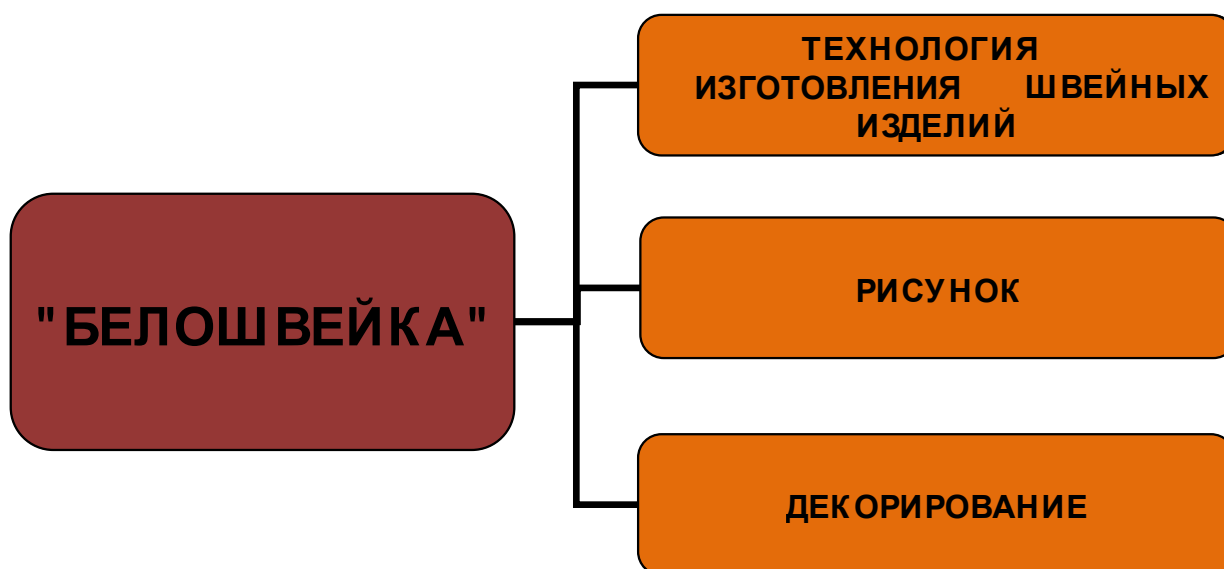 ТЕХНОЛОГИЯ
ИЗГОТОВЛЕНИЯ ШВЕЙНЫХ
ИЗДЕЛИЙ
"БЕЛОШВЕЙКА"
РИСУНОК
ДЕКОРИРОВАНИЕ